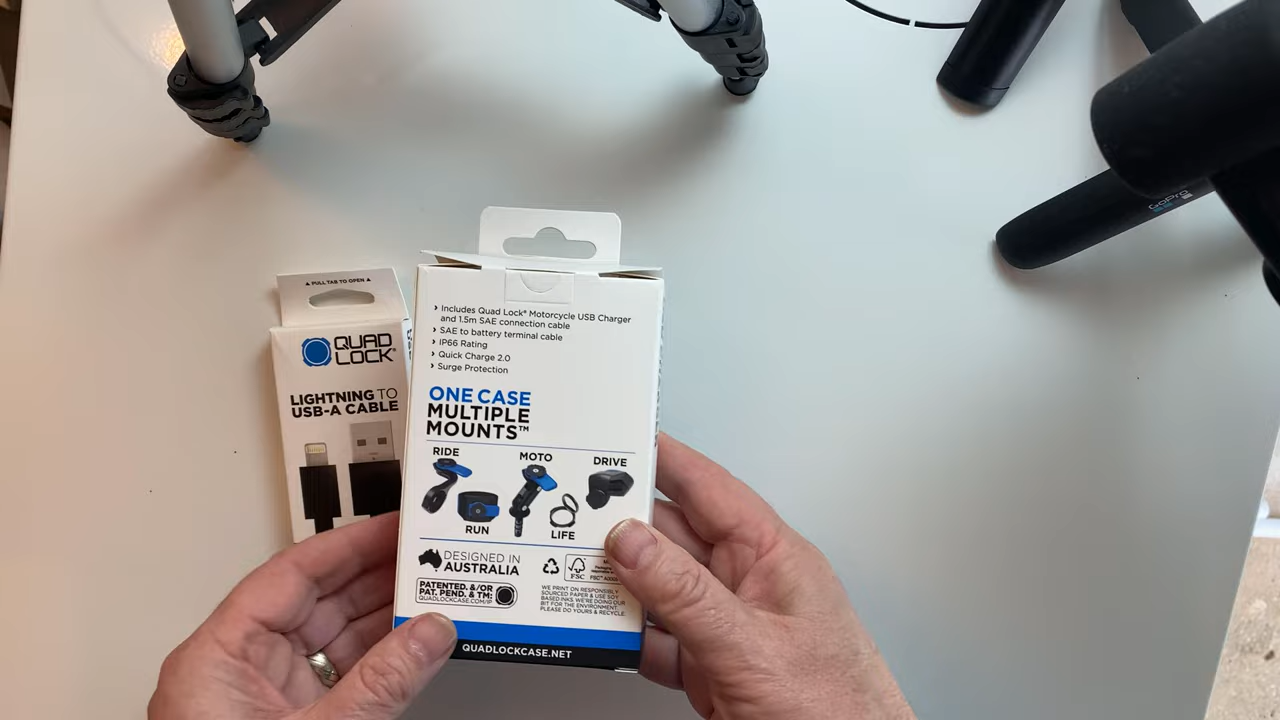 ▲ PULL TAB TO OPEN ▲
QUAD
LOCK®
LIGHTNING TO
USB-A CABLE
› Includes Quad Lock® Motorcycle USB Charger
and 1.5m SAE connection cable
› SAE to battery terminal cable
› IP66 Rating
› Quick Charge 2.0
› Surge Protection
ONE CASE
MULTIPLE
MOUNTS™
RIDE
MOTO
DRIVE
RUN
LIFE
DESIGNED IN
AUSTRALIA
FSC
PATENTED. &/OR
PAT. PEND. & TM:
QUADLOCKCASE.COM/IP
WE PRINT ON RESPONSIBLY
SOURCED PAPER & USE SOY
BASED INKS. WE'RE DOING OUR
BIT FOR THE ENVIRONMENT.
PLEASE DO YOURS & RECYCLE.
QUADLOCKCASE.NET
GoPro